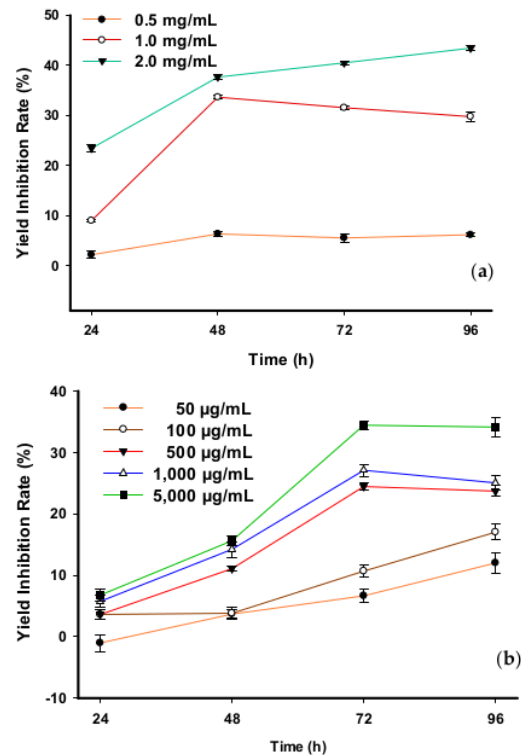 50
40
30
20
10
0
Yield Inhibition Rate (%)
0.5 mg/mL
1.0 mg/mL
2.0 mg/mL
(a)
24 48 72 96
Time (h)
40
30
20
10
0
-10
Yield Inhibition Rate (%)
50 µg/mL
100 µg/mL
500 µg/mL
1,000 µg/mL
5,000 µg/mL
(b)
24 48 72 96
Time (h)